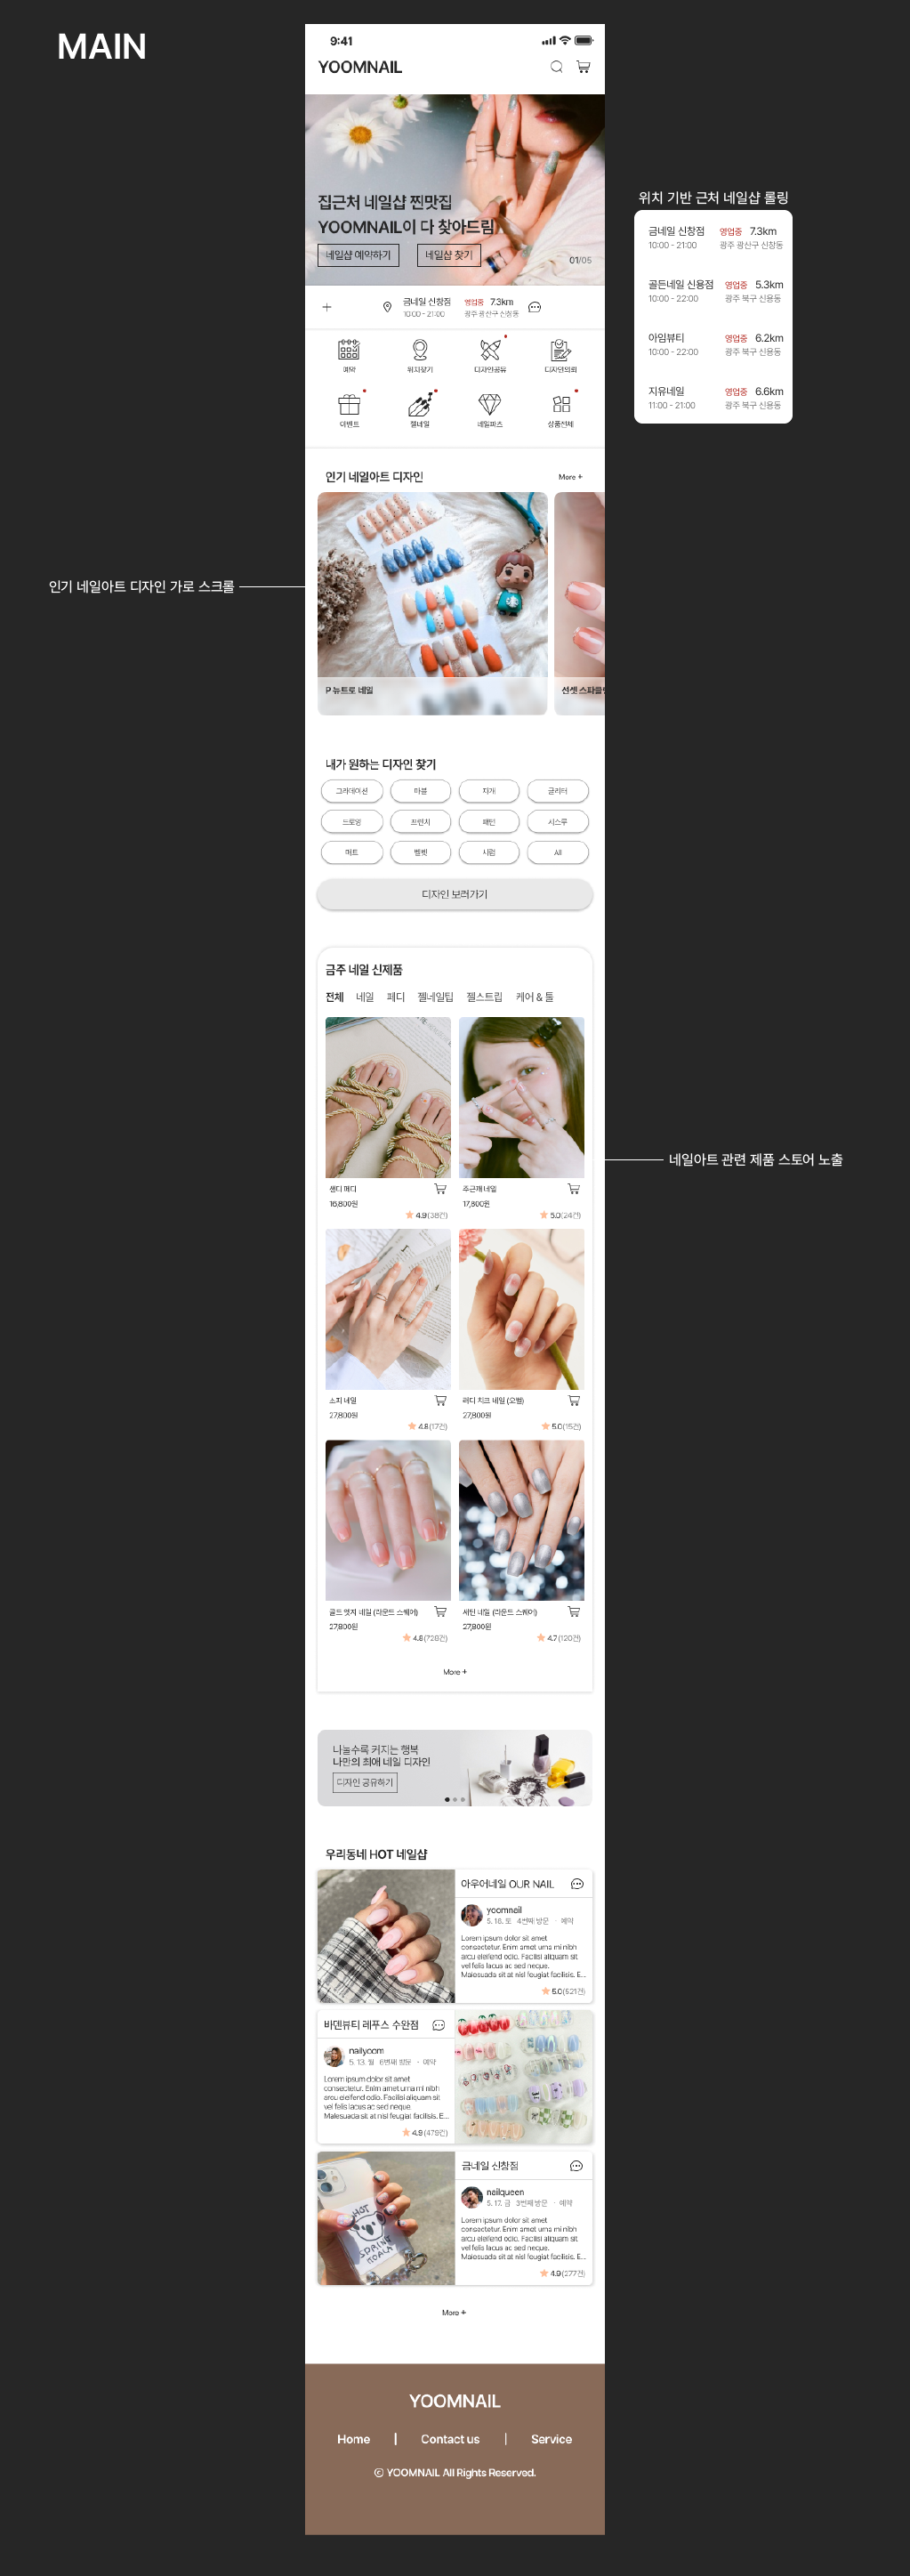 MAIN
9:41
YOOMNAIL
집근처 네일샵 찐맛집
YOOMNAIL이 다 찾아드림
네일샵 예약하기
네일샵 찾기
01/05
금네일 신창점 영업중 7.3km
10:00 - 21:00 광주 광산구 신창동
예약
위치찾기
디자인공유
디자인의뢰
이벤트
젤네일
네일파츠
상품전체
위치 기반 근처 네일샵 롤링
금네일 신창점 영업중 7.3km
10:00 - 21:00 광주 광산구 신창동
골든네일 신용점 영업중 5.3km
10:00 - 22:00 광주 북구 신용동
아임뷰티 영업중 6.2km
10:00 - 22:00 광주 북구 신용동
지유네일 영업중 6.6km
11:00 - 21:00 광주 북구 신용동
인기 네일아트 디자인
More +
인기 네일아트 디자인 가로 스크롤
P 뉴트로 네일
선셋 스파클링
내가 원하는 디자인 찾기
그라데이션
마블
자개
글리터
드로잉
프렌치
패턴
시스루
매트
벨벳
시럽
All
디자인 보러가기
금주 네일 신제품
전체 네일 페디 젤네일팁 젤스트립 케어 & 툴
네일아트 관련 제품 스토어 노출
샌디 페디
16,800원
4.9(38건)
주근깨 네일
17,800원
5.0(24건)
소피 네일
27,800원
4.8(17건)
레디 치크 네일 (오벌)
27,800원
5.0(15건)
골드 엣지 네일 (라운드 스퀘어)
27,800원
4.8(728건)
새틴 네일 (라운드 스퀘어)
27,800원
4.7(120건)
More +
나눌수록 커지는 행복
나만의 최애 네일 디자인
디자인 공유하기
우리동네 HOT 네일샵
아우어네일 OUR NAIL
yoomnail
5. 18. 토 4번째 방문 · 예약
Lorem ipsum dolor sit amet
consectetur. Enim amet urna mi nibh
arcu eleifend odio. Facilisi aliquam sit
vel felis lacus ac sed neque.
Malesuada sit at nisl feugiat facilisis. E...
5.0(521건)
바덴뷰티 레푸스 수완점
nailyoom
5. 13. 월 6번째 방문 · 예약
Lorem ipsum dolor sit amet
consectetur. Enim amet urna mi nibh
arcu eleifend odio. Facilisi aliquam sit
vel felis lacus ac sed neque.
Malesuada sit at nisl feugiat facilisis. E...
4.9(479건)
HOT
SPRING
KOALA
금네일 신창점
nailqueen
5. 17. 금 3번째 방문 · 예약
Lorem ipsum dolor sit amet
consectetur. Enim amet urna mi nibh
arcu eleifend odio. Facilisi aliquam sit
vel felis lacus ac sed neque.
Malesuada sit at nisl feugiat facilisis. E...
4.9(277건)
More +
YOOMNAIL
Home | Contact us | Service
© YOOMNAIL All Rights Reserved.